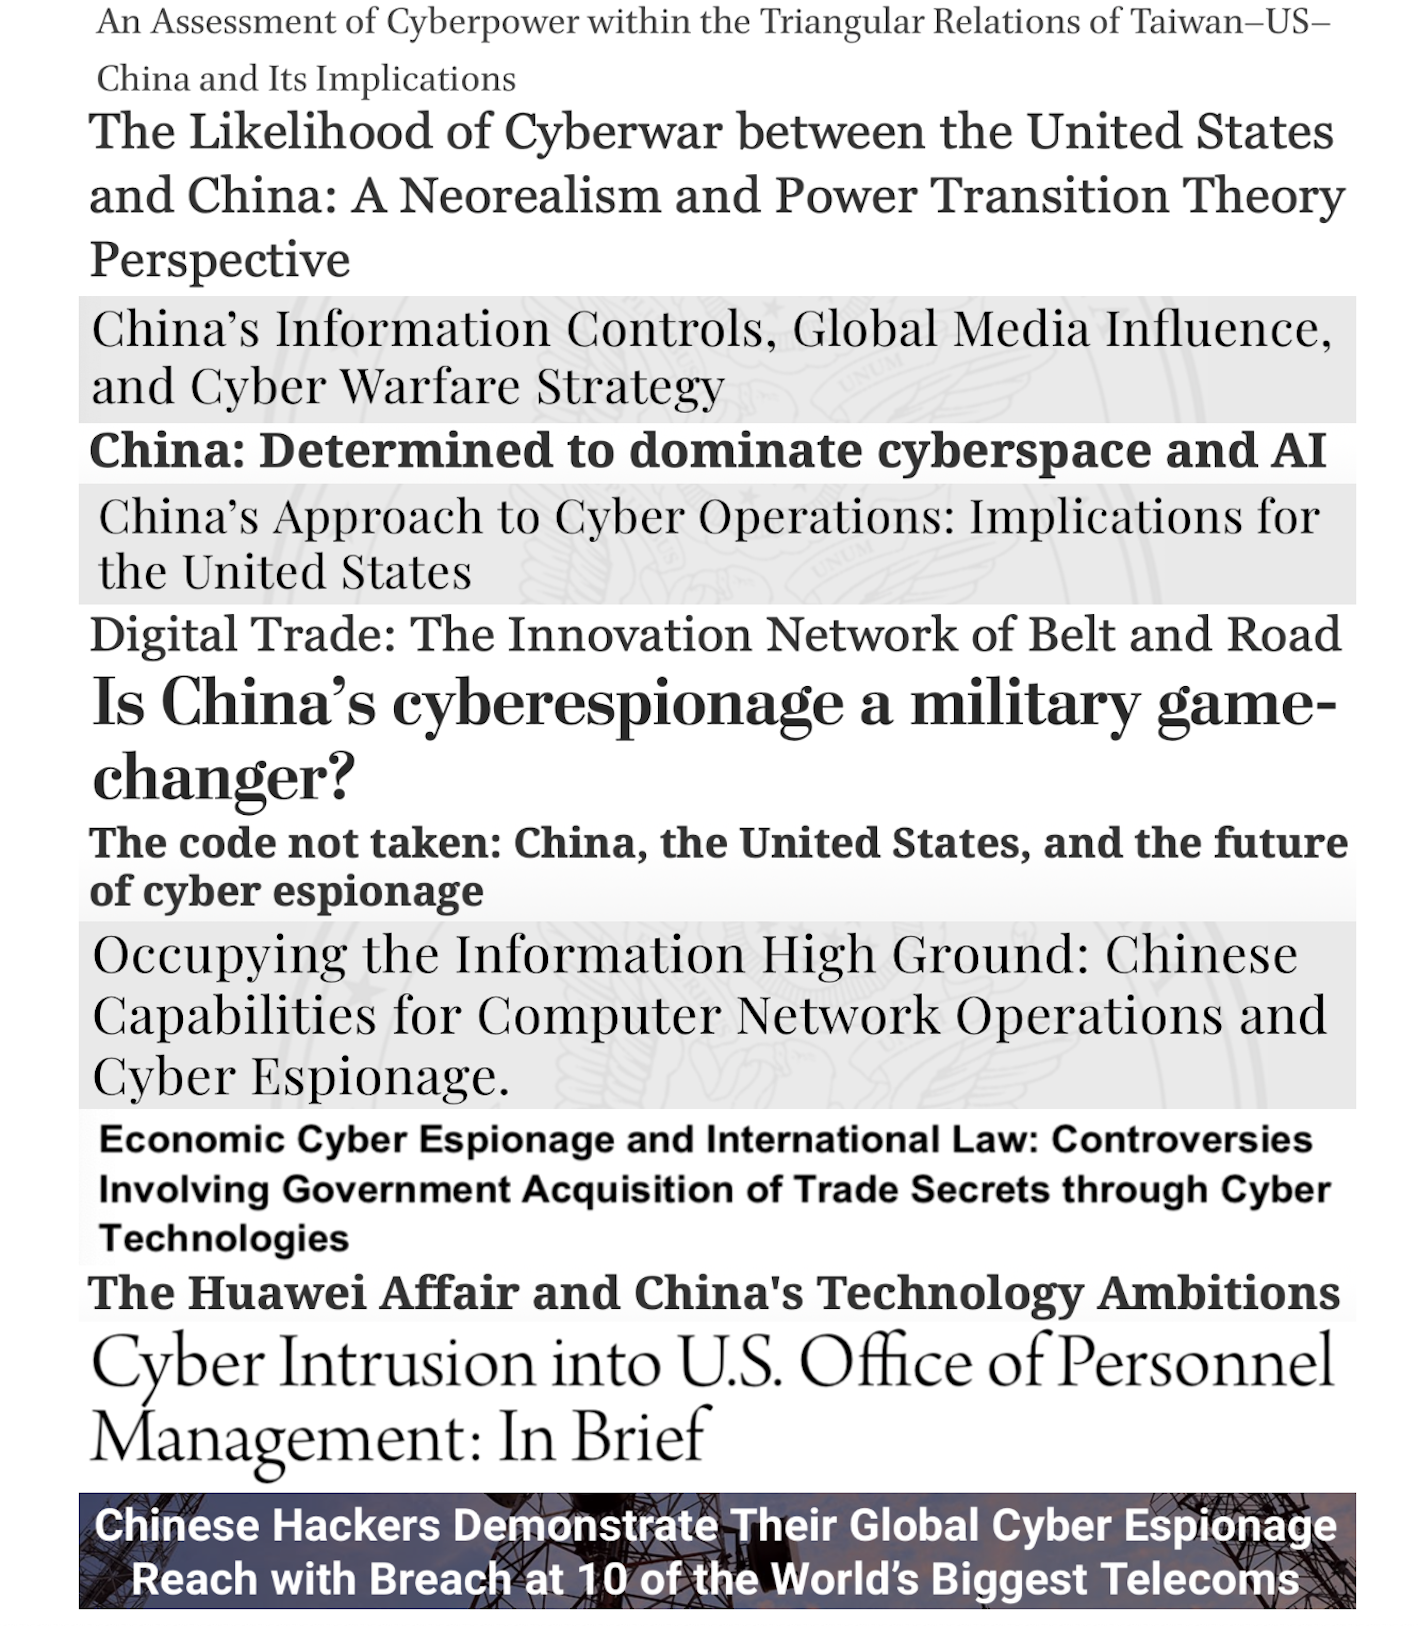 An Assessment of Cyberpower within the Triangular Relations of Taiwan–US–
China and Its Implications
The Likelihood of Cyberwar between the United States
and China: A Neorealism and Power Transition Theory
Perspective
China’s Information Controls, Global Media Influence,
and Cyber Warfare Strategy
China: Determined to dominate cyberspace and AI
China’s Approach to Cyber Operations: Implications for
the United States
Digital Trade: The Innovation Network of Belt and Road
Is China’s cyberespionage a military game-
changer?
The code not taken: China, the United States, and the future
of cyber espionage
Occupying the Information High Ground: Chinese
Capabilities for Computer Network Operations and
Cyber Espionage.
Economic Cyber Espionage and International Law: Controversies
Involving Government Acquisition of Trade Secrets through Cyber
Technologies
The Huawei Affair and China's Technology Ambitions
Cyber Intrusion into U.S. Office of Personnel
Management: In Brief
Chinese Hackers Demonstrate Their Global Cyber Espionage
Reach with Breach at 10 of the World’s Biggest Telecoms